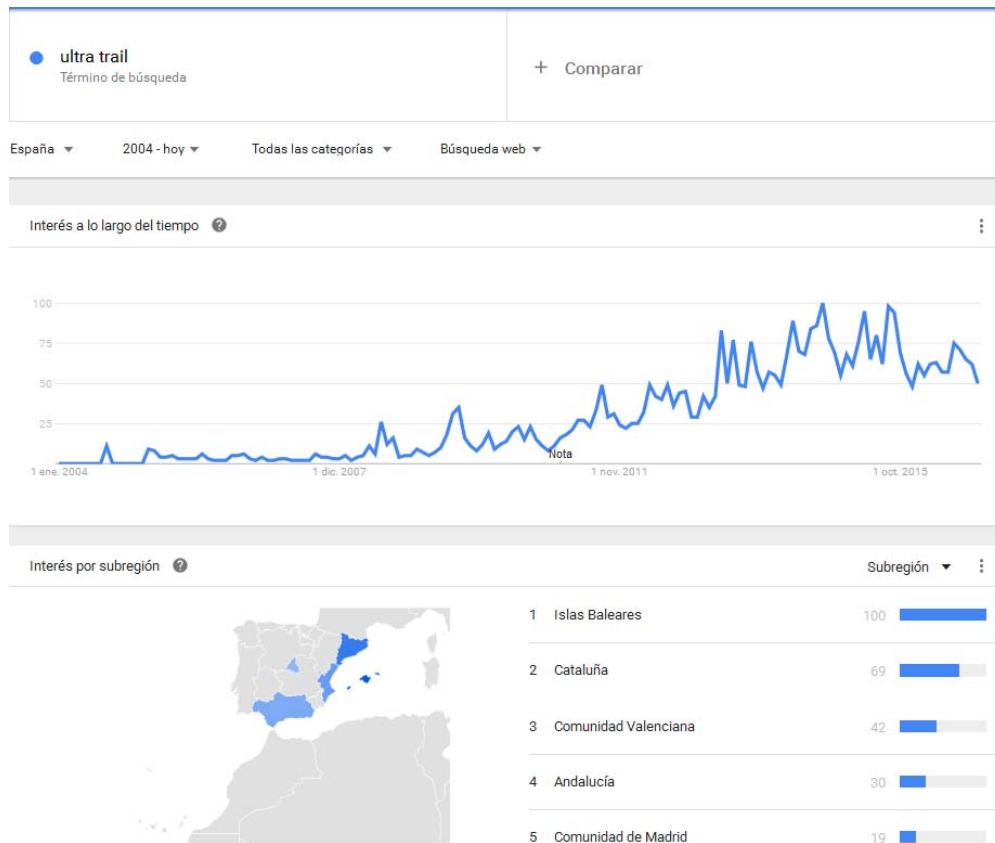 ultra trail
Término de búsqueda
+ Comparar
España
2004 - hoy
Todas las categorías
Búsqueda web
Interés a lo largo del tiempo
100
75
50
25
Nota
1 ene. 2004
1 dic. 2007
1 nov. 2011
1 oct. 2015
Interés por subregión
Subregión
1 Islas Baleares 100
2 Cataluña 69
3 Comunidad Valenciana 42
4 Andalucía 30
5 Comunidad de Madrid 19